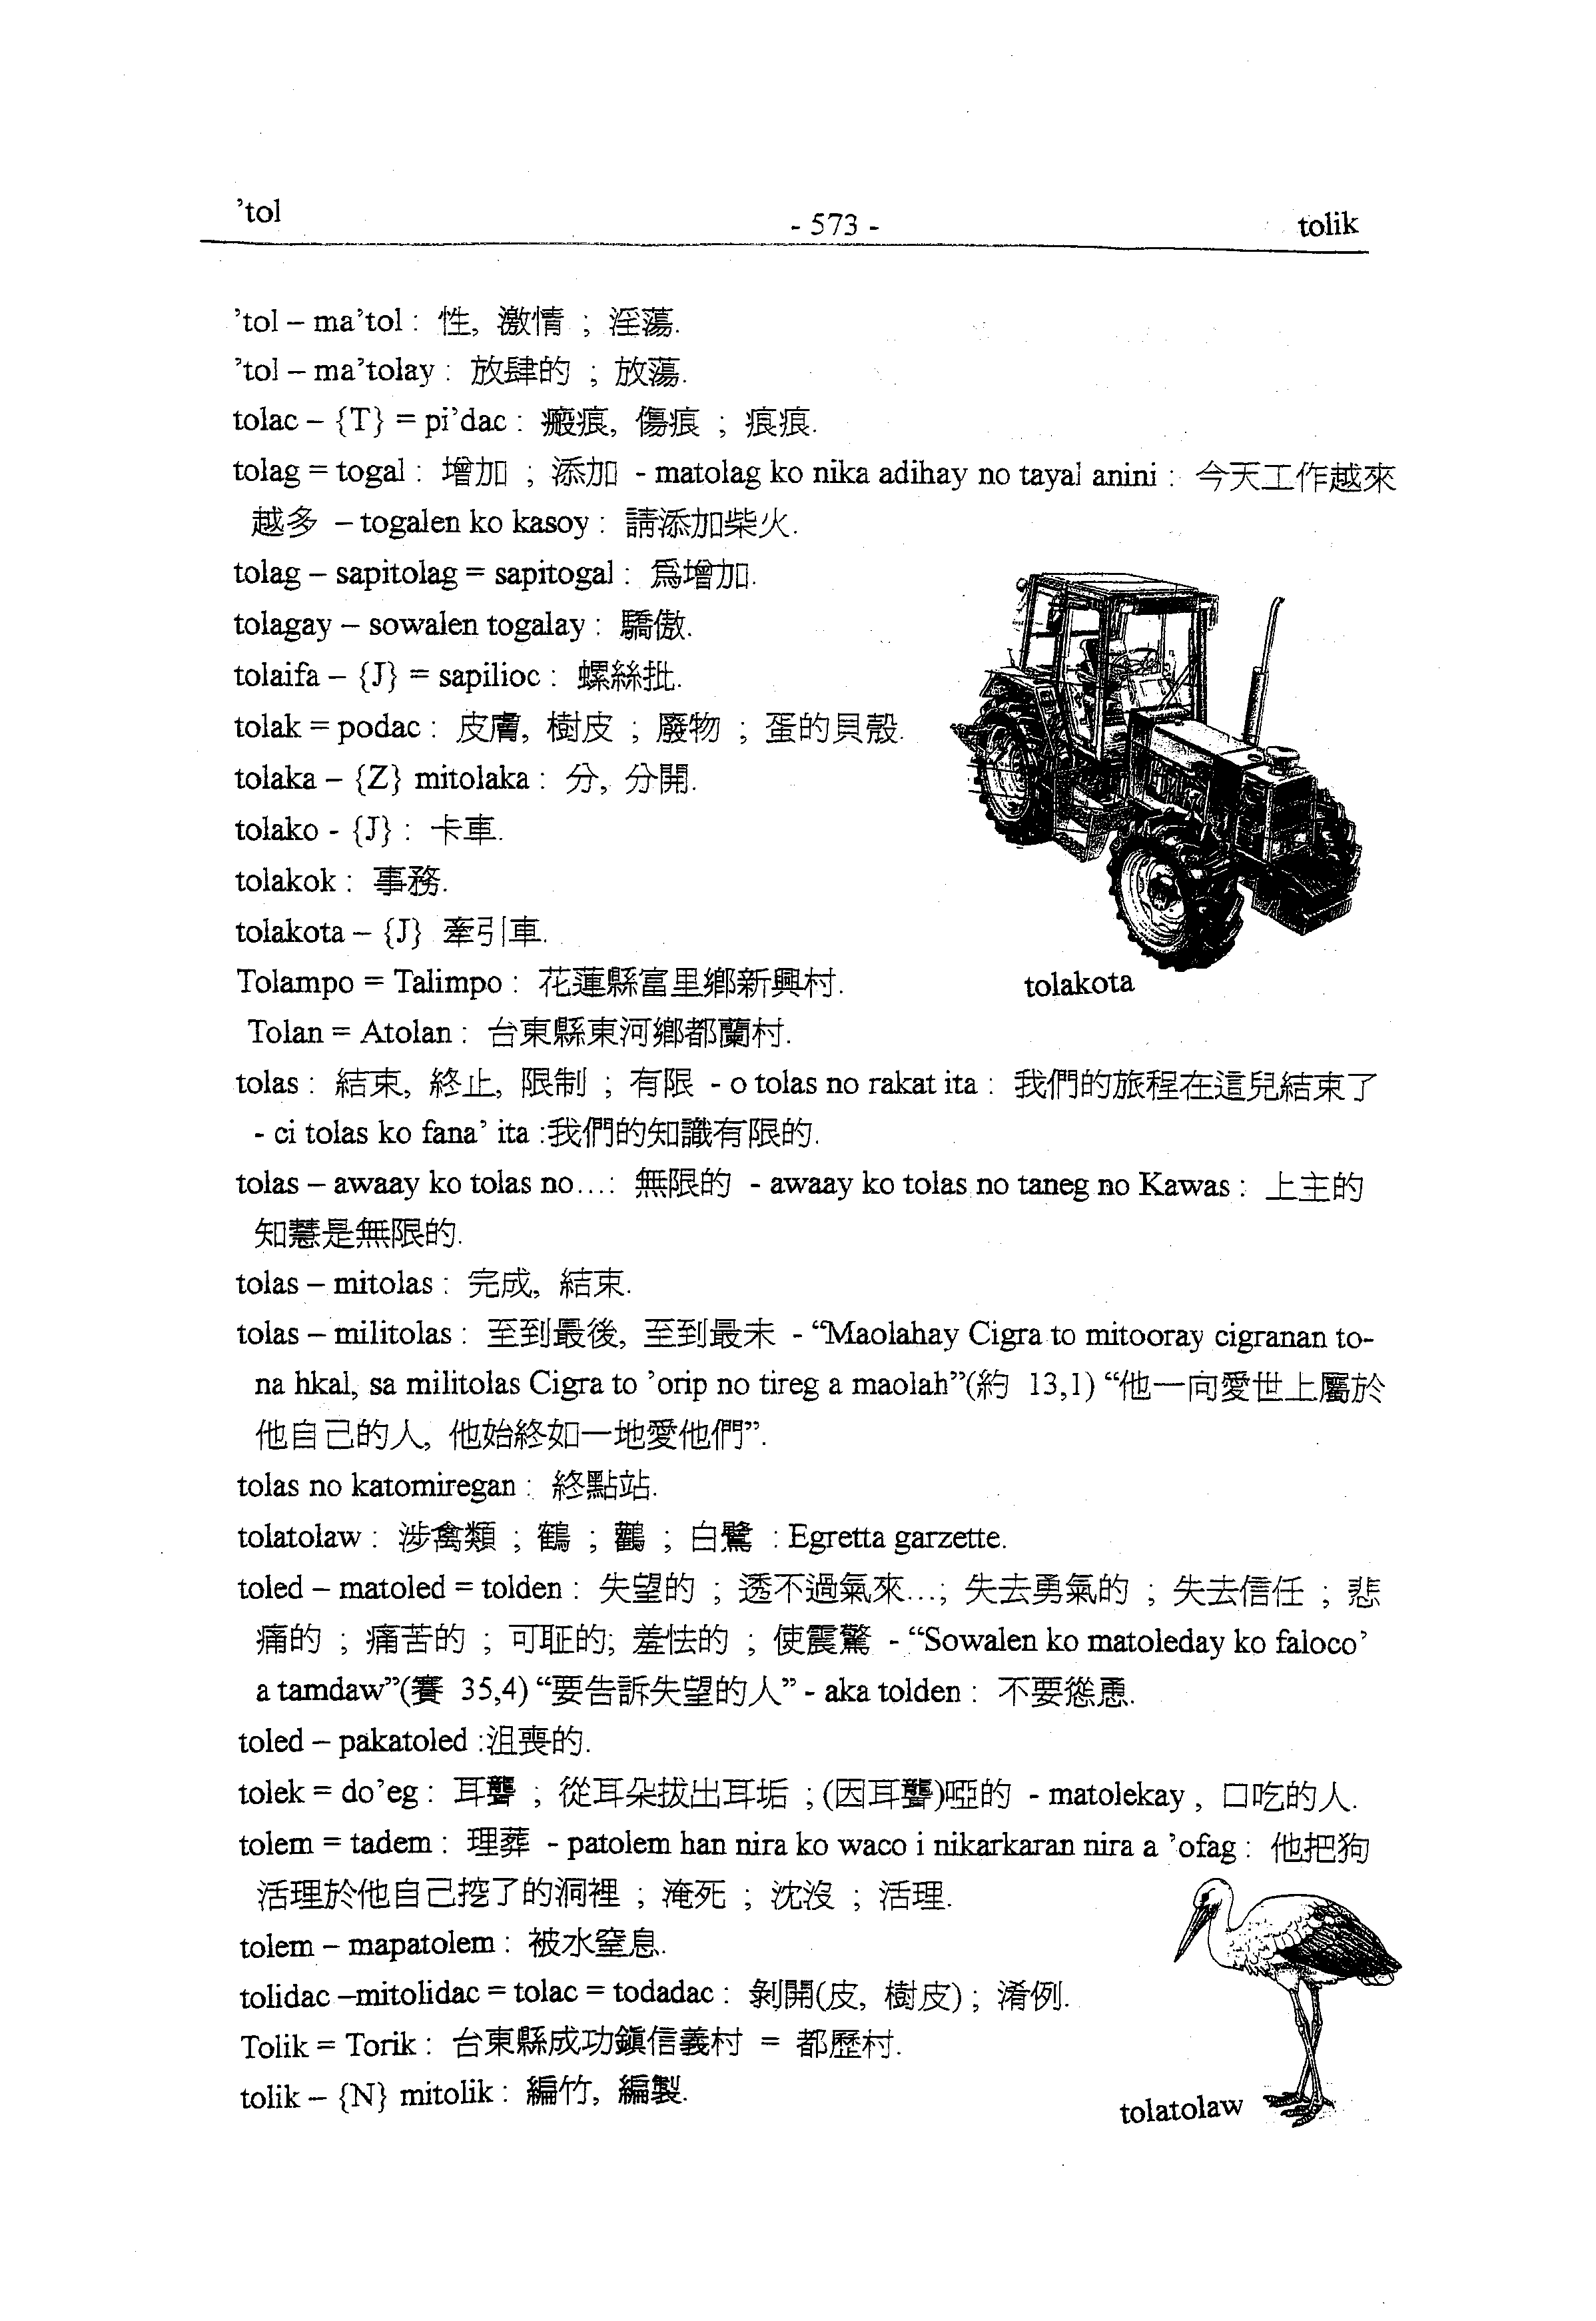 ’tol
- 573 -
tolik
’tol – ma’tol : 性, 激情 ; 淫蕩.
’tol – ma’tolay : 放肆的 ; 放蕩.
tolac – {T} = pi’dac : 瘢痕, 傷痕 ; 痕痕.
tolag = togal : 增加 ; 添加 - matolag ko nika adihay no tayal anini : 今天工作越來
越多 – togalen ko kasoy : 請添加柴火.
tolag – sapitolag = sapitogal : 爲增加.
tolagay – sowalen togalay : 驕傲.
tolaifa – {J} = sapilioc : 螺絲批.
tolak = podac : 皮膚, 樹皮 ; 廢物 ; 蛋的貝殼.
tolaka – {Z} mitolaka : 分, 分開.
tolako - {J} : 卡車.
tolakok : 事務.
tolakota – {J} 牽引車.
Tolampo = Talimpo : 花蓮縣富里鄉新興村.
tolakota
Tolan = Atolan : 台東縣東河鄉都蘭村.
tolas : 結束, 終止, 限制 ; 有限 - o tolas no rakat ita : 我們的旅程在這兒結束了
- ci tolas ko fana’ ita :我們的知識有限的.
tolas – awaay ko tolas no…: 無限的 - awaay ko tolas no taneg no Kawas : 上主的
知慧是無限的.
tolas – mitolas : 完成, 結束.
tolas – militolas : 至到最後, 至到最末 - “Maolahay Cigra to mitooray cigranan to-
na hkal, sa militolas Cigra to ’orip no tireg a maolah”(約 13,1) “他一向愛世上屬於
他自己的人, 他始終如一地愛他們”.
tolas no katomiregan : 終點站.
tolatolaw : 涉禽類 ; 鶴 ; 鸛 ; 白鷺 : Egretta garzette.
toled – matoled = tolden : 失望的 ; 透不過氣來…; 失去勇氣的 ; 失去信任 ; 悲
痛的 ; 痛苦的 ; 可耻的; 羞怯的 ; 使震驚 - “Sowalen ko matoleday ko faloco’
a tamdaw”(賽 35,4) “要告訴失望的人” - aka tolden : 不要慫恿.
toled – pakatoled :沮喪的.
tolek = do’eg : 耳聾 ; 從耳朵拔出耳垢 ; (因耳聾)啞的 - matolekay , 口吃的人.
tolem = tadem : 理葬 - patolem han nira ko waco i nikarkaran nira a ’ofag : 他把狗
活理於他自己挖了的洞裡 ; 淹死 ; 沈沒 ; 活理.
tolem – mapatolem : 被水窒息.
tolidac –mitolidac = tolac = todadac : 剝開(皮, 樹皮) ; 淆例.
Tolik = Torik : 台東縣成功鎭信義村 = 都歷村.
tolik – {N} mitolik : 編竹, 編製.
tolatolaw